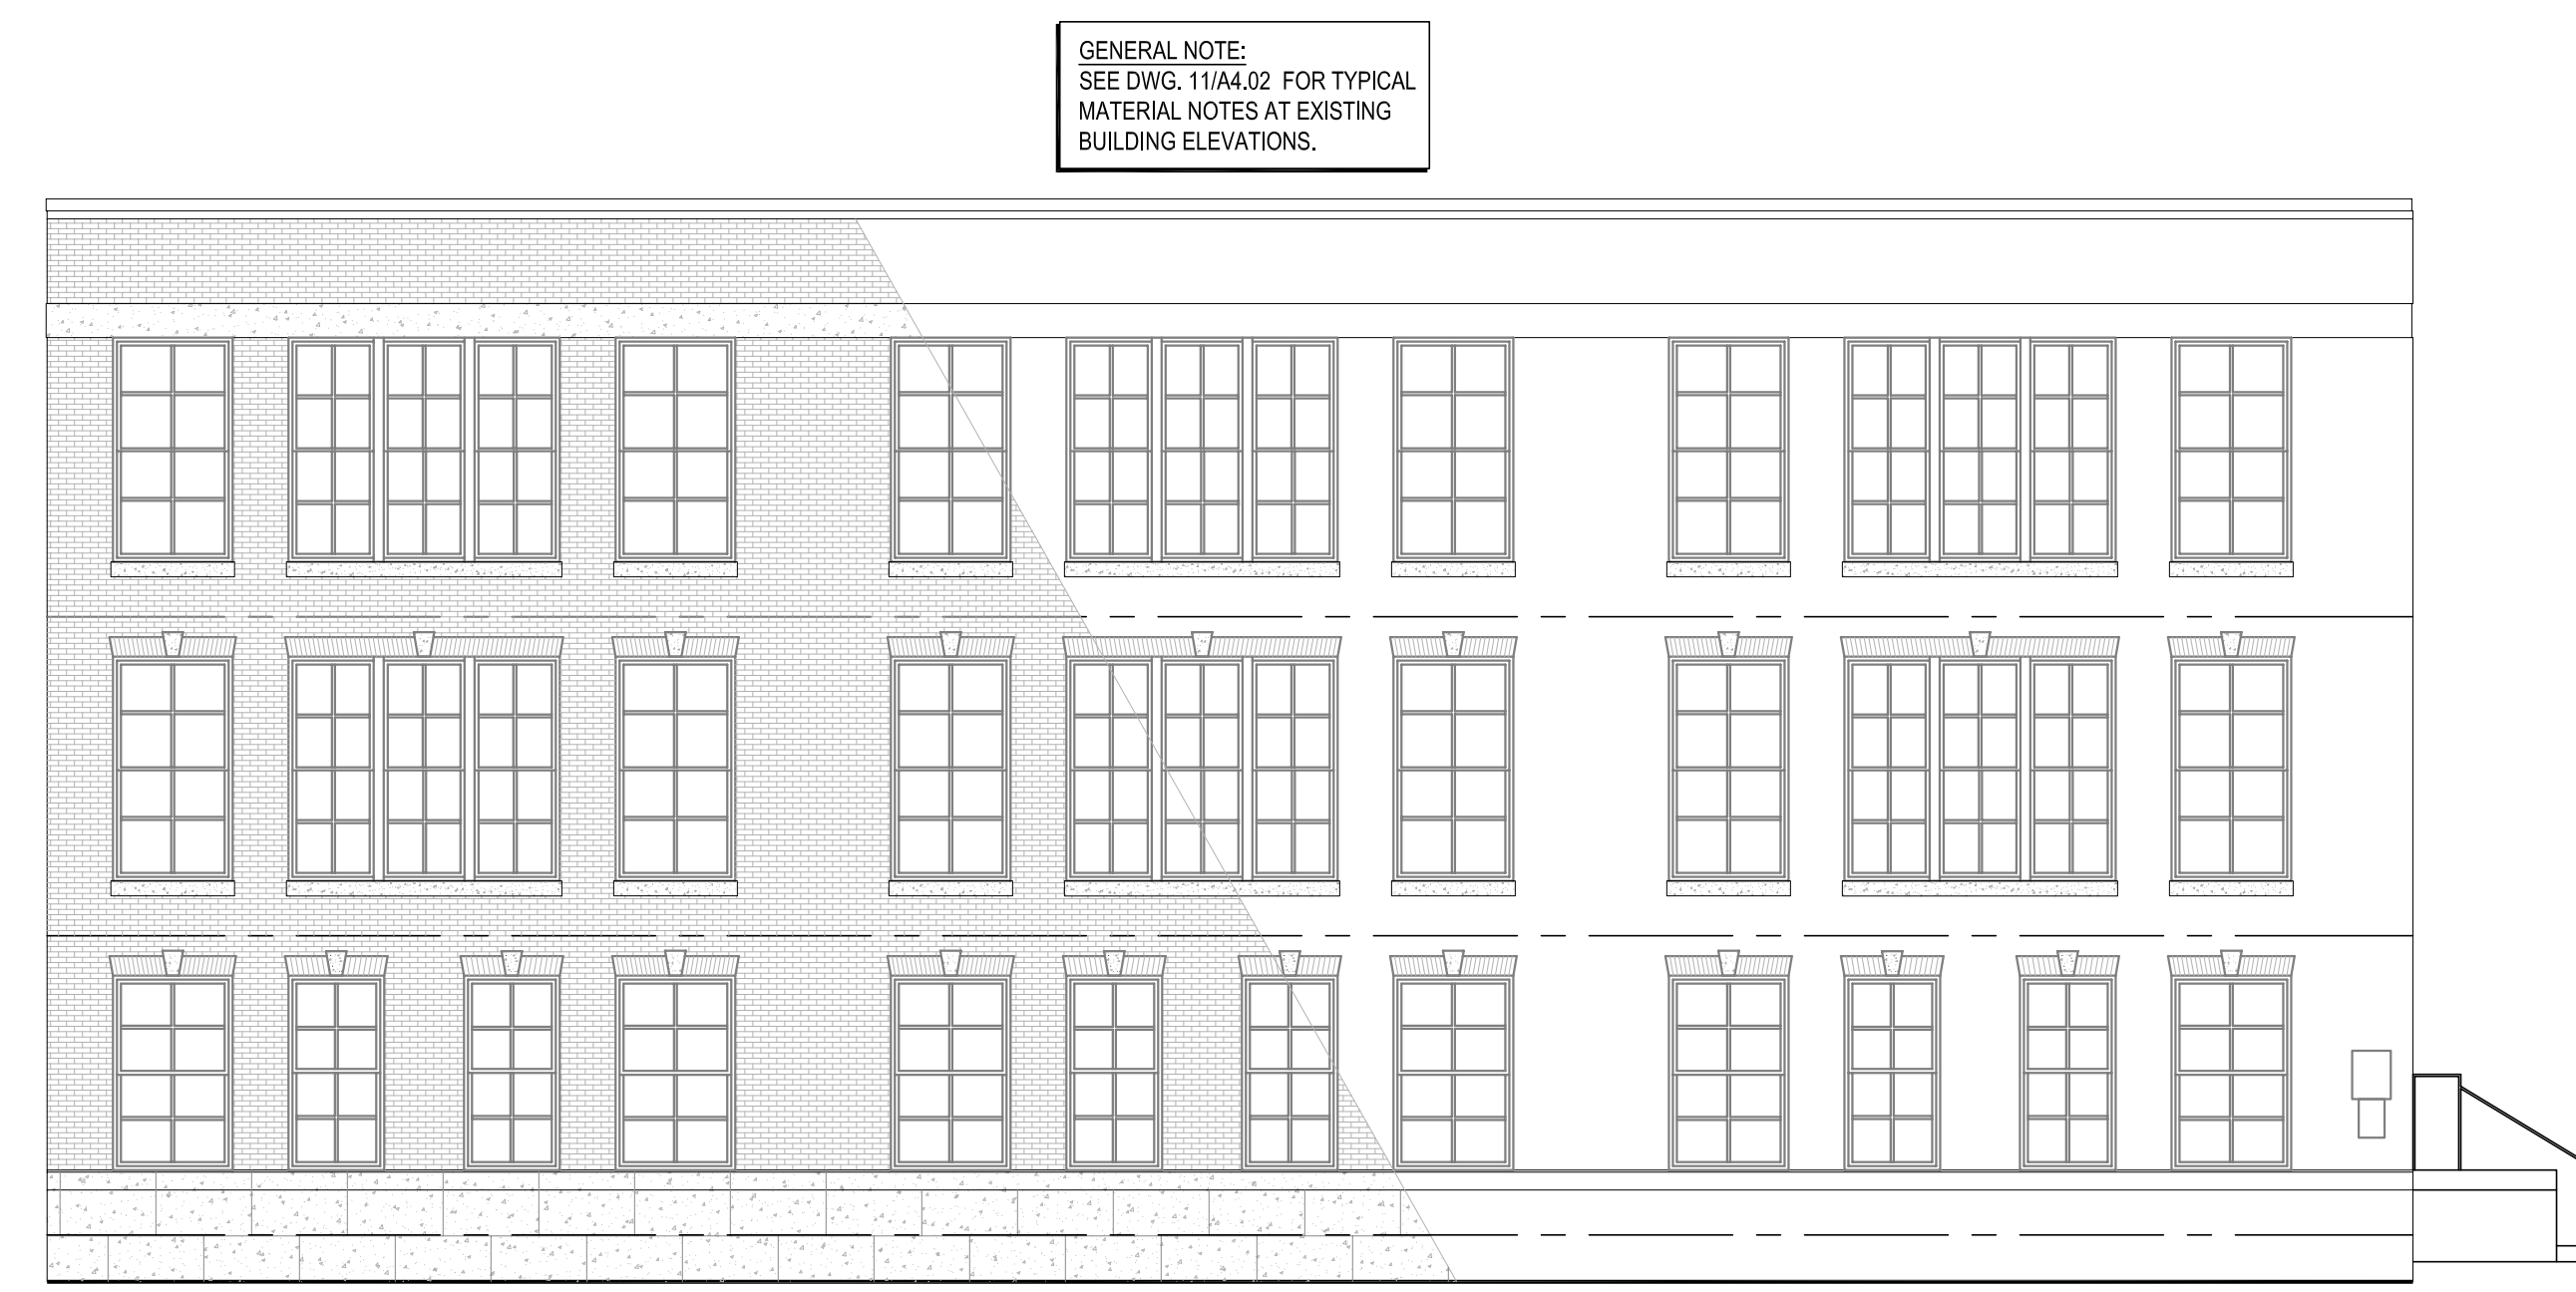 GENERAL NOTE:
SEE DWG. 11/A4.02 FOR TYPICAL
MATERIAL NOTES AT EXISTING
BUILDING ELEVATIONS.